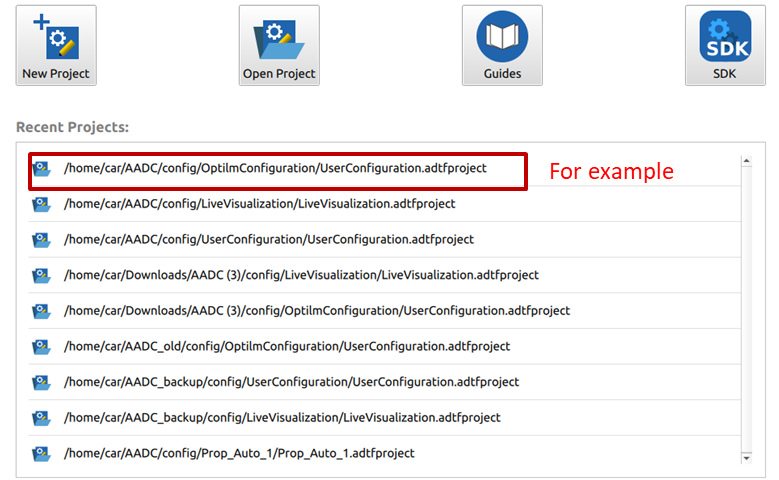 New Project
Open Project
Guides
SDK
SDK
Recent Projects:
/home/car/AADC/config/OptilmConfiguration/UserConfiguration.adtfproject
For example
/home/car/AADC/config/LiveVisualization/LiveVisualization.adtfproject
/home/car/AADC/config/UserConfiguration/UserConfiguration.adtfproject
/home/car/Downloads/AADC (3)/config/LiveVisualization/LiveVisualization.adtfproject
/home/car/Downloads/AADC (3)/config/OptilmConfiguration/UserConfiguration.adtfproject
/home/car/AADC_old/config/OptilmConfiguration/UserConfiguration.adtfproject
/home/car/AADC_backup/config/UserConfiguration/UserConfiguration.adtfproject
/home/car/AADC_backup/config/LiveVisualization/LiveVisualization.adtfproject
/home/car/AADC/config/Prop_Auto_1/Prop_Auto_1.adtfproject